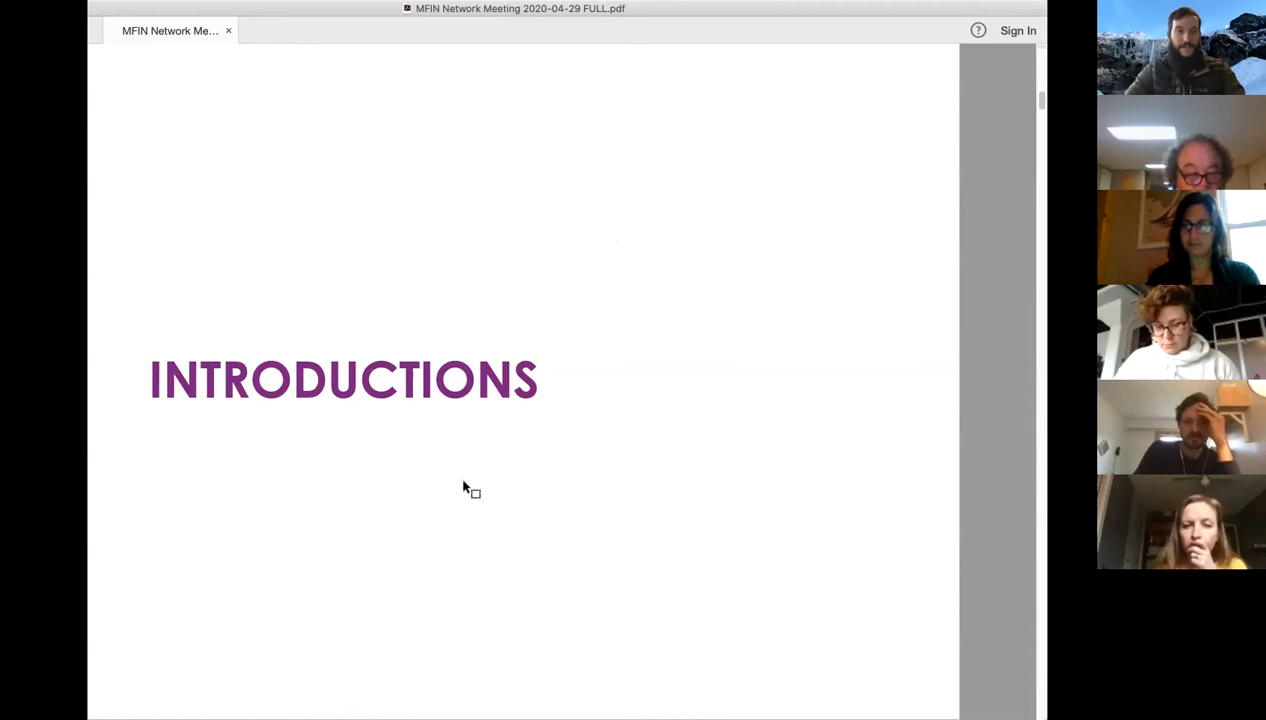 MFIN Network Meeting 2020-04-29 FULL.pdf
MFIN Network Me... × ? Sign In
INTRODUCTIONS